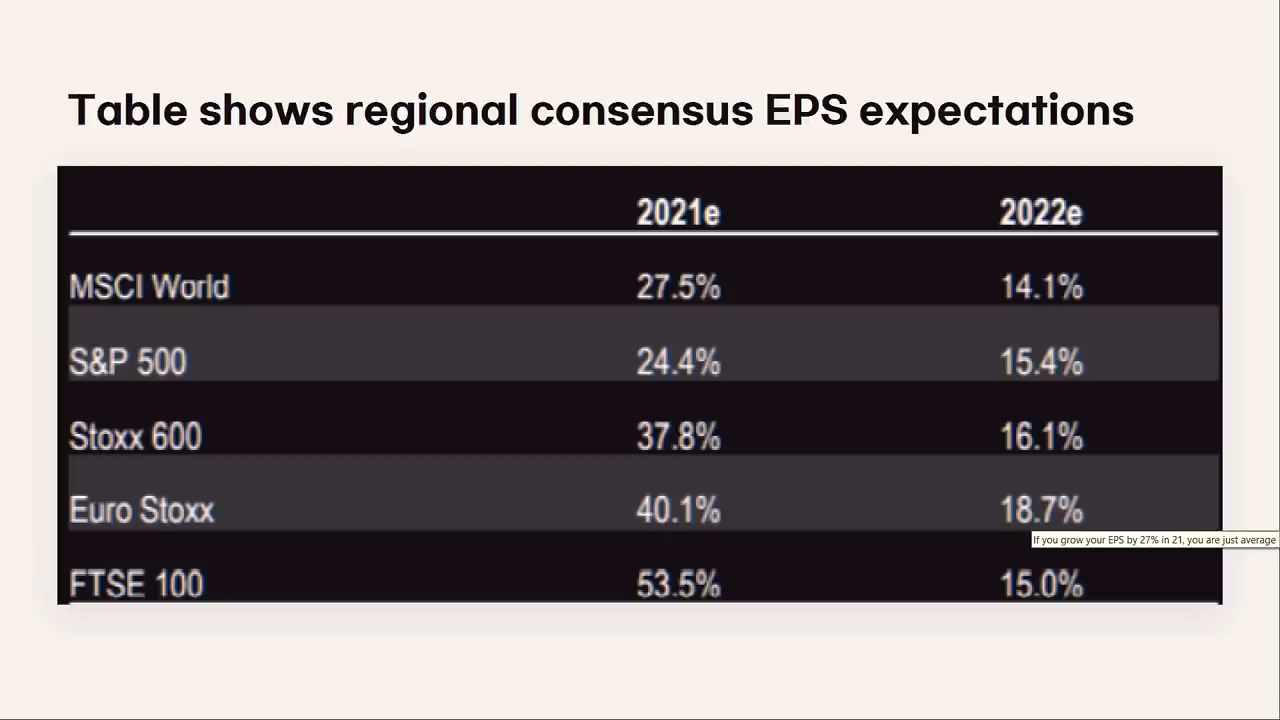 Table shows regional consensus EPS expectations
2021e 2022e
MSCI World 27.5% 14.1%
S&P 500 24.4% 15.4%
Stoxx 600 37.8% 16.1%
Euro Stoxx 40.1% 18.7%
If you grow your EPS by 27% in 21, you are just average
FTSE 100 53.5% 15.0%